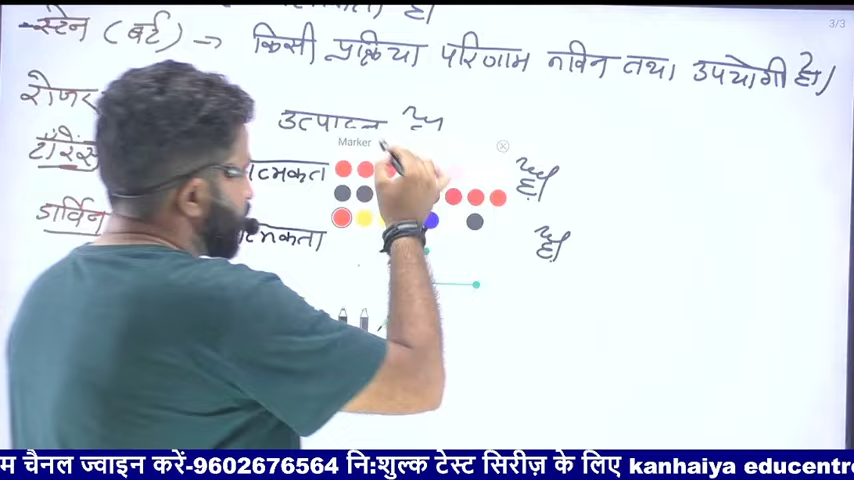 3/3
स्टेन (बर्ट) → किसी प्रक्रिया परिणाम नविन तथा उपयोगी हो।
रोजर उत्पादन
Marker
टॉरेंस त्मकता है।
डार्विन त्मकता है।
म चैनल ज्वाइन करें-9602676564 नि:शुल्क टेस्ट सिरीज़ के लिए kanhaiya educentre